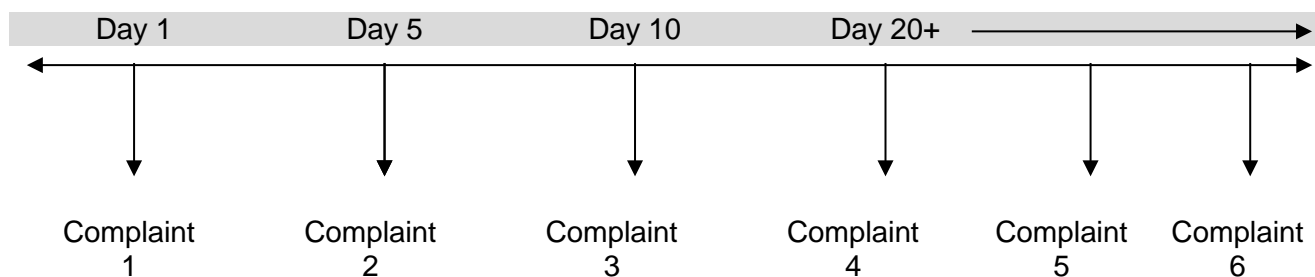 Day 1 Day 5 Day 10 Day 20+
Complaint Complaint Complaint Complaint Complaint Complaint
1 2 3 4 5 6